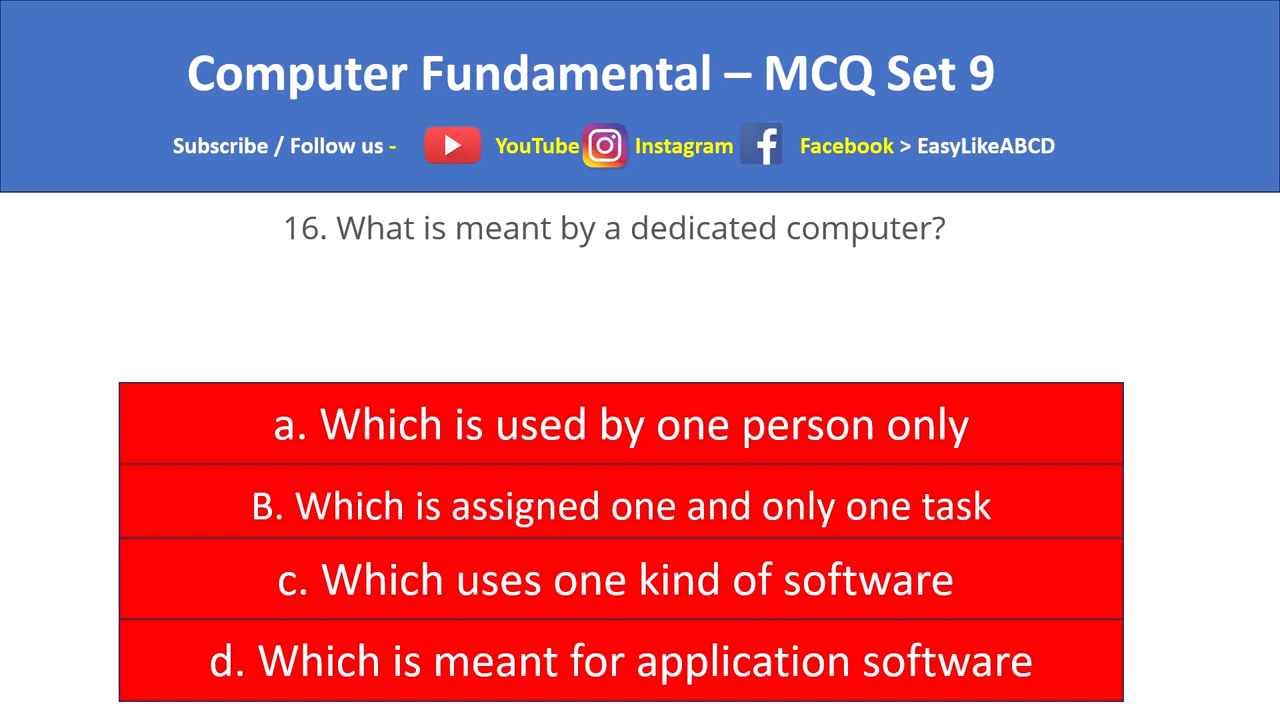 Computer Fundamental – MCQ Set 9
Subscribe / Follow us - YouTube Instagram Facebook > EasyLikeABCD
16. What is meant by a dedicated computer?
a. Which is used by one person only
B. Which is assigned one and only one task
c. Which uses one kind of software
d. Which is meant for application software